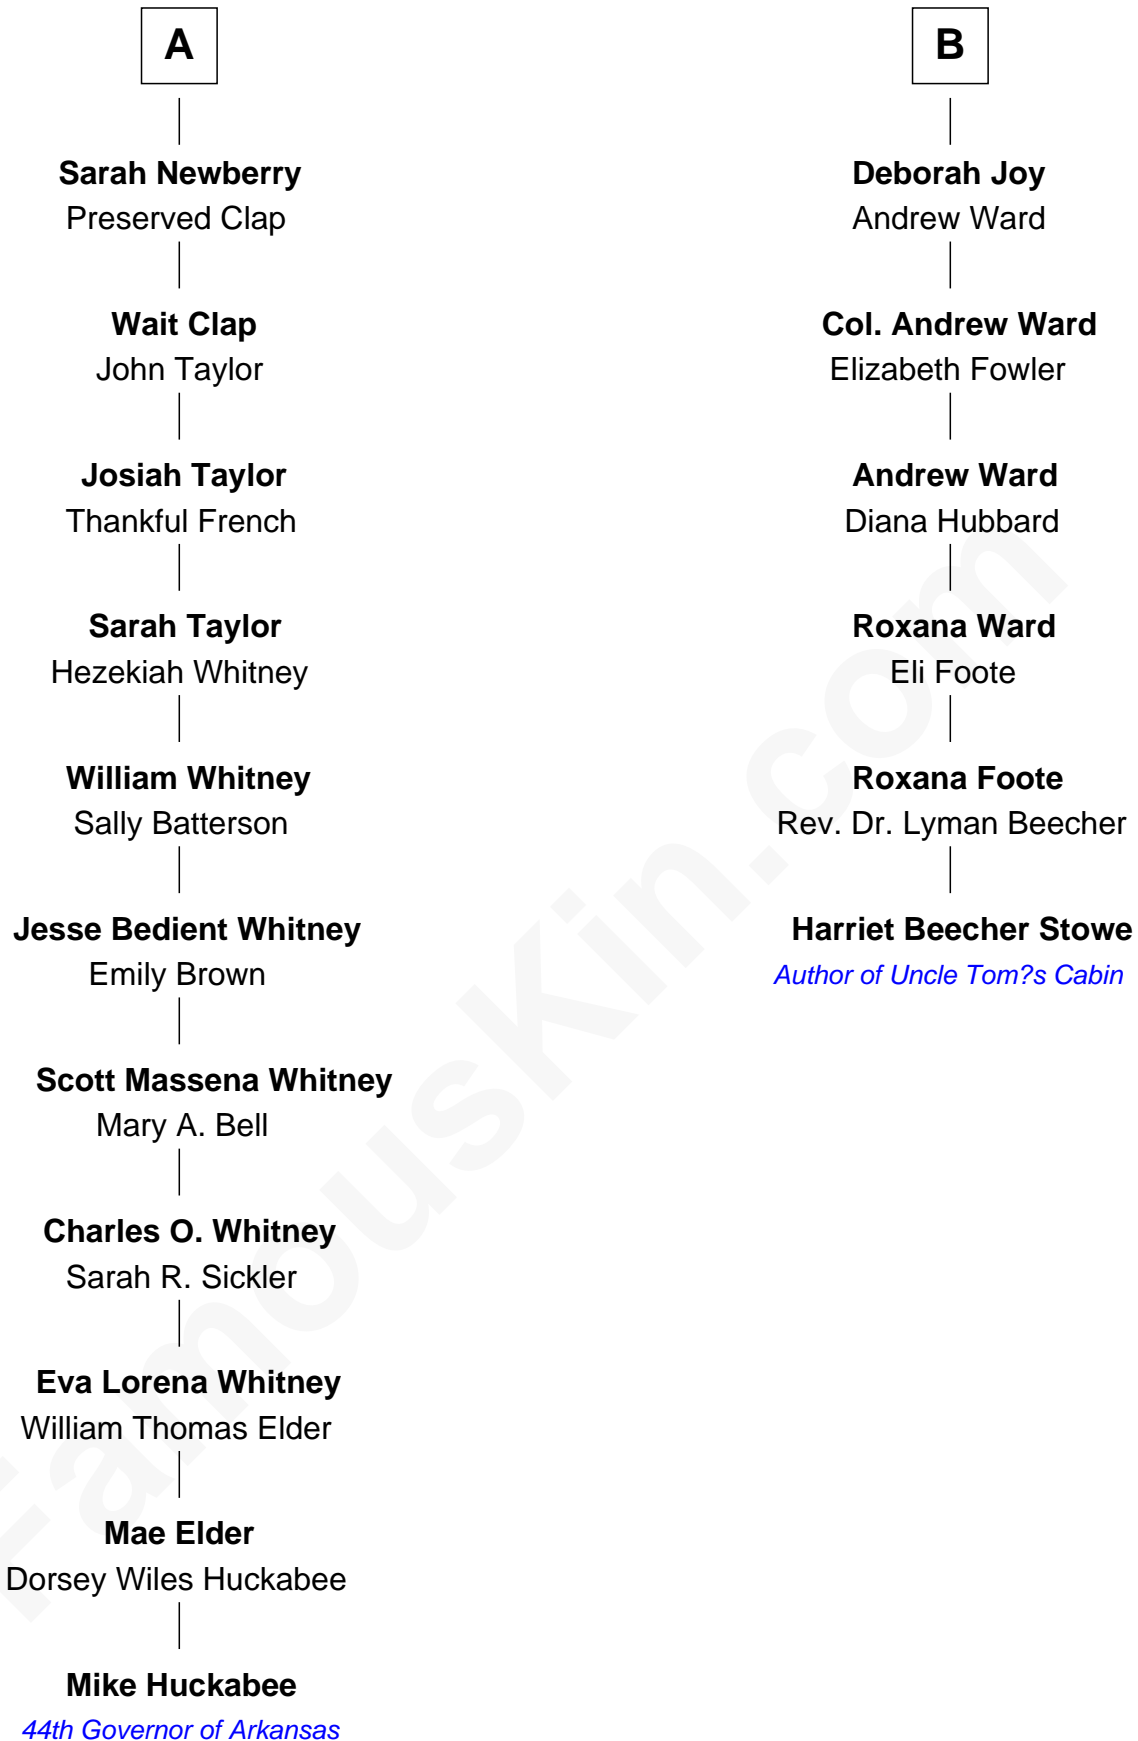 A
Sarah Newberry
Preserved Clap
Wait Clap
John Taylor
Josiah Taylor
Thankful French
Sarah Taylor
Hezekiah Whitney
William Whitney
Sally Batterson
Jesse Bedient Whitney
Emily Brown
Scott Massena Whitney
Mary A. Bell
Charles O. Whitney
Sarah R. Sickler
Eva Lorena Whitney
William Thomas Elder
Mae Elder
Dorsey Wiles Huckabee
Mike Huckabee
44th Governor of Arkansas
B
Deborah Joy
Andrew Ward
Col. Andrew Ward
Elizabeth Fowler
Andrew Ward
Diana Hubbard
Roxana Ward
Eli Foote
Roxana Foote
Rev. Dr. Lyman Beecher
Harriet Beecher Stowe
Author of Uncle Tom?s Cabin
FamousKin.com